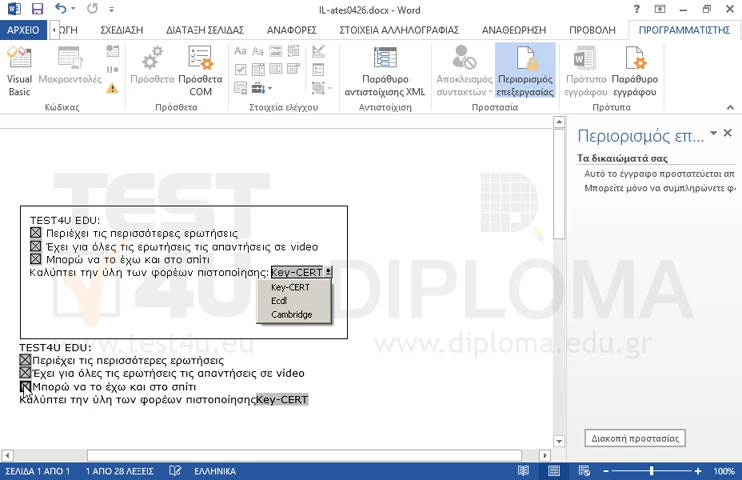 IL-ates0426.docx - Word
ΑΡΧΕΙΟ ΩΓΗ ΣΧΕΔΙΑΣΗ ΔΙΑΤΑΞΗ ΣΕΛΙΔΑΣ ΑΝΑΦΟΡΕΣ ΣΤΟΙΧΕΙΑ ΑΛΛΗΛΟΓΡΑΦΙΑΣ ΑΝΑΘΕΩΡΗΣΗ ΠΡΟΒΟΛΗ ΠΡΟΓΡΑΜΜΑΤΙΣΤΗΣ
Visual Basic
Μακροεντολές
Πρόσθετα
Πρόσθετα COM
Παράθυρο αντιστοίχισης XML
Αποκλεισμός συντακτών
Περιορισμός επεξεργασίας
Πρότυπο εγγράφου
Παράθυρο εγγράφου
Κώδικας Πρόσθετα Στοιχεία ελέγχου Αντιστοίχιση Προστασία Πρότυπα
TEST4U EDU:
Περιέχει τις περισσότερες ερωτήσεις
Έχει για όλες τις ερωτήσεις τις απαντήσεις σε video
Μπορώ να το έχω και στο σπίτι
Καλύπτει την ύλη των φορέων πιστοποίησης: Key-CERT
Key-CERT
Ecdl
Cambridge
TEST4U EDU:
Περιέχει τις περισσότερες ερωτήσεις
Έχει για όλες τις ερωτήσεις τις απαντήσεις σε video
Μπορώ να το έχω και στο σπίτι
Καλύπτει την ύλη των φορέων πιστοποίησηςKey-CERT
TEST
4U
DIPLOMA
www.test4u.eu
www.diploma.edu.gr
Περιορισμός επ...
Τα δικαιώματά σας
Αυτό το έγγραφο προστατεύεται απ
Μπορείτε μόνο να συμπληρώνετε φ
Διακοπή προστασίας
ΣΕΛΙΔΑ 1 ΑΠΟ 1 1 ΑΠΟ 28 ΛΕΞΕΙΣ ΕΛΛΗΝΙΚΑ 100%